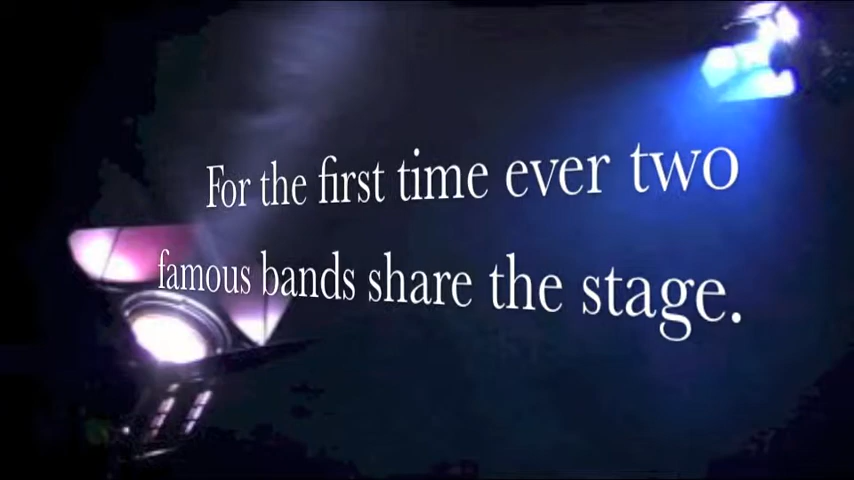 For the first time ever two
famous bands share the stage.